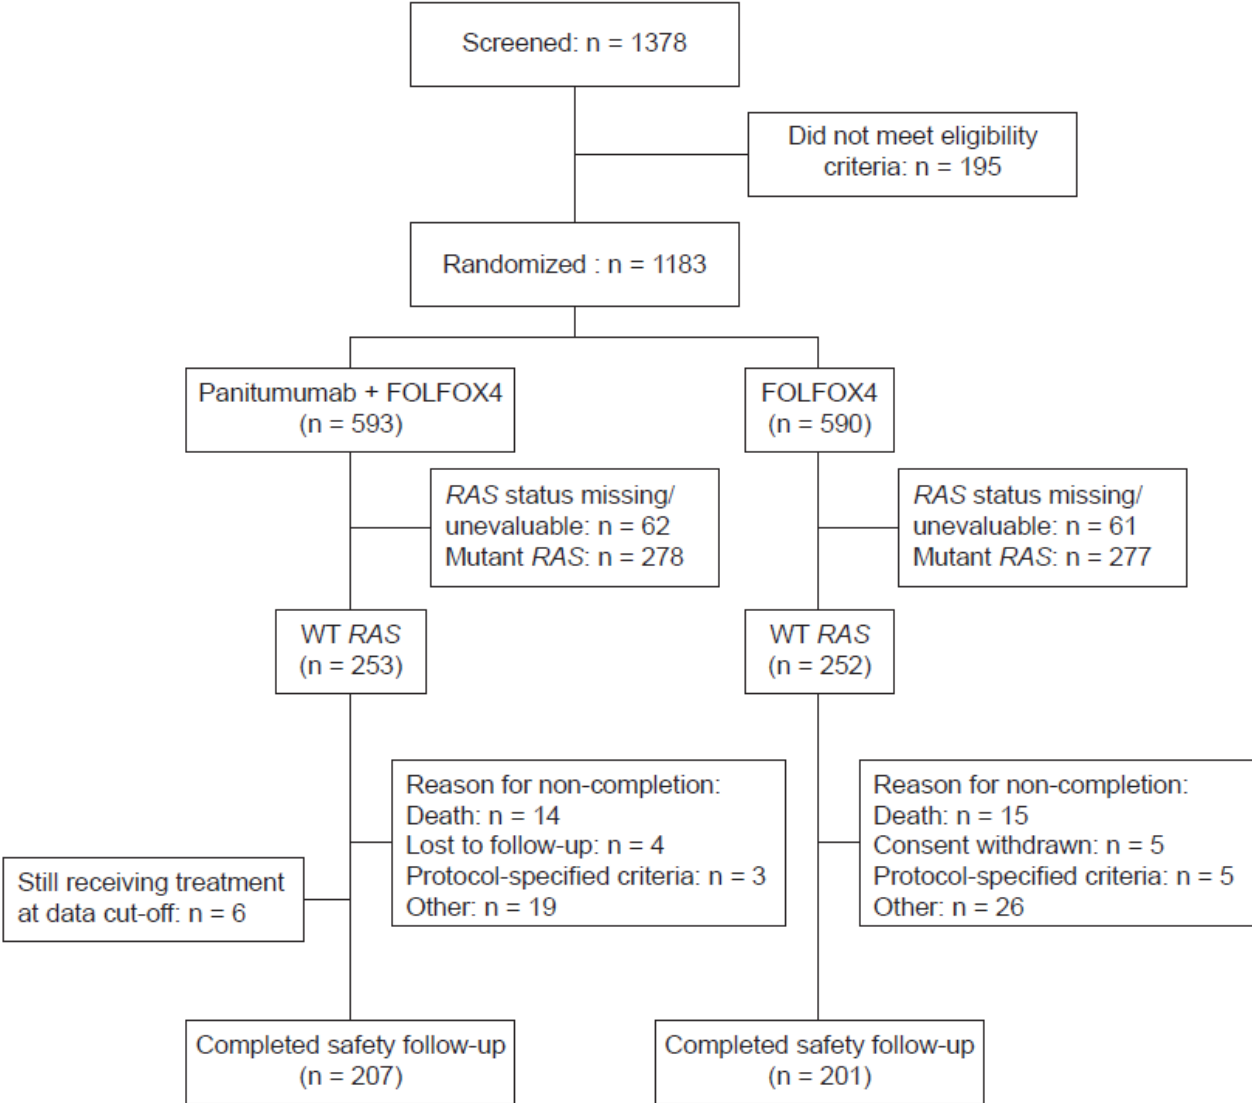 Screened: n = 1378
Did not meet eligibility
criteria: n = 195
Randomized : n = 1183
Panitumumab + FOLFOX4
(n = 593)
FOLFOX4
(n = 590)
RAS status missing/
unevaluable: n = 62
Mutant RAS: n = 278
RAS status missing/
unevaluable: n = 61
Mutant RAS: n = 277
WT RAS
(n = 253)
WT RAS
(n = 252)
Reason for non-completion:
Death: n = 14
Lost to follow-up: n = 4
Protocol-specified criteria: n = 3
Other: n = 19
Reason for non-completion:
Death: n = 15
Consent withdrawn: n = 5
Protocol-specified criteria: n = 5
Other: n = 26
Still receiving treatment
at data cut-off: n = 6
Completed safety follow-up
(n = 207)
Completed safety follow-up
(n = 201)